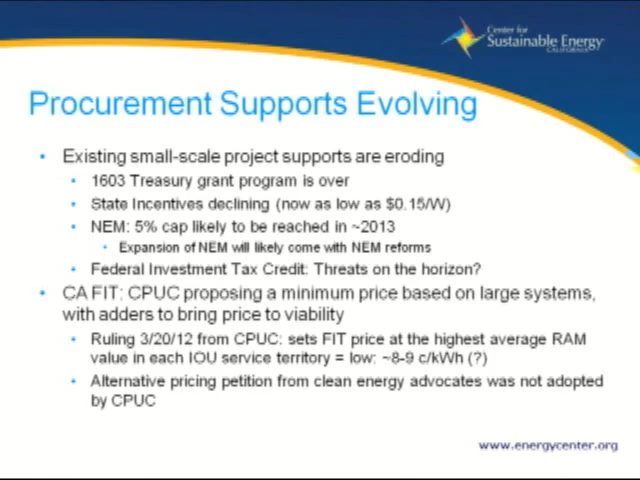 Center for
Sustainable Energy
CALIFORNIA
Procurement Supports Evolving
• Existing small-scale project supports are eroding
• 1603 Treasury grant program is over
• State Incentives declining (now as low as $0.15/W)
• NEM: 5% cap likely to be reached in ~2013
• Expansion of NEM will likely come with NEM reforms
• Federal Investment Tax Credit: Threats on the horizon?
• CA FIT: CPUC proposing a minimum price based on large systems,
with adders to bring price to viability
• Ruling 3/20/12 from CPUC: sets FIT price at the highest average RAM
value in each IOU service territory = low: ~8-9 c/kWh (?)
• Alternative pricing petition from clean energy advocates was not adopted
by CPUC
www.energycenter.org